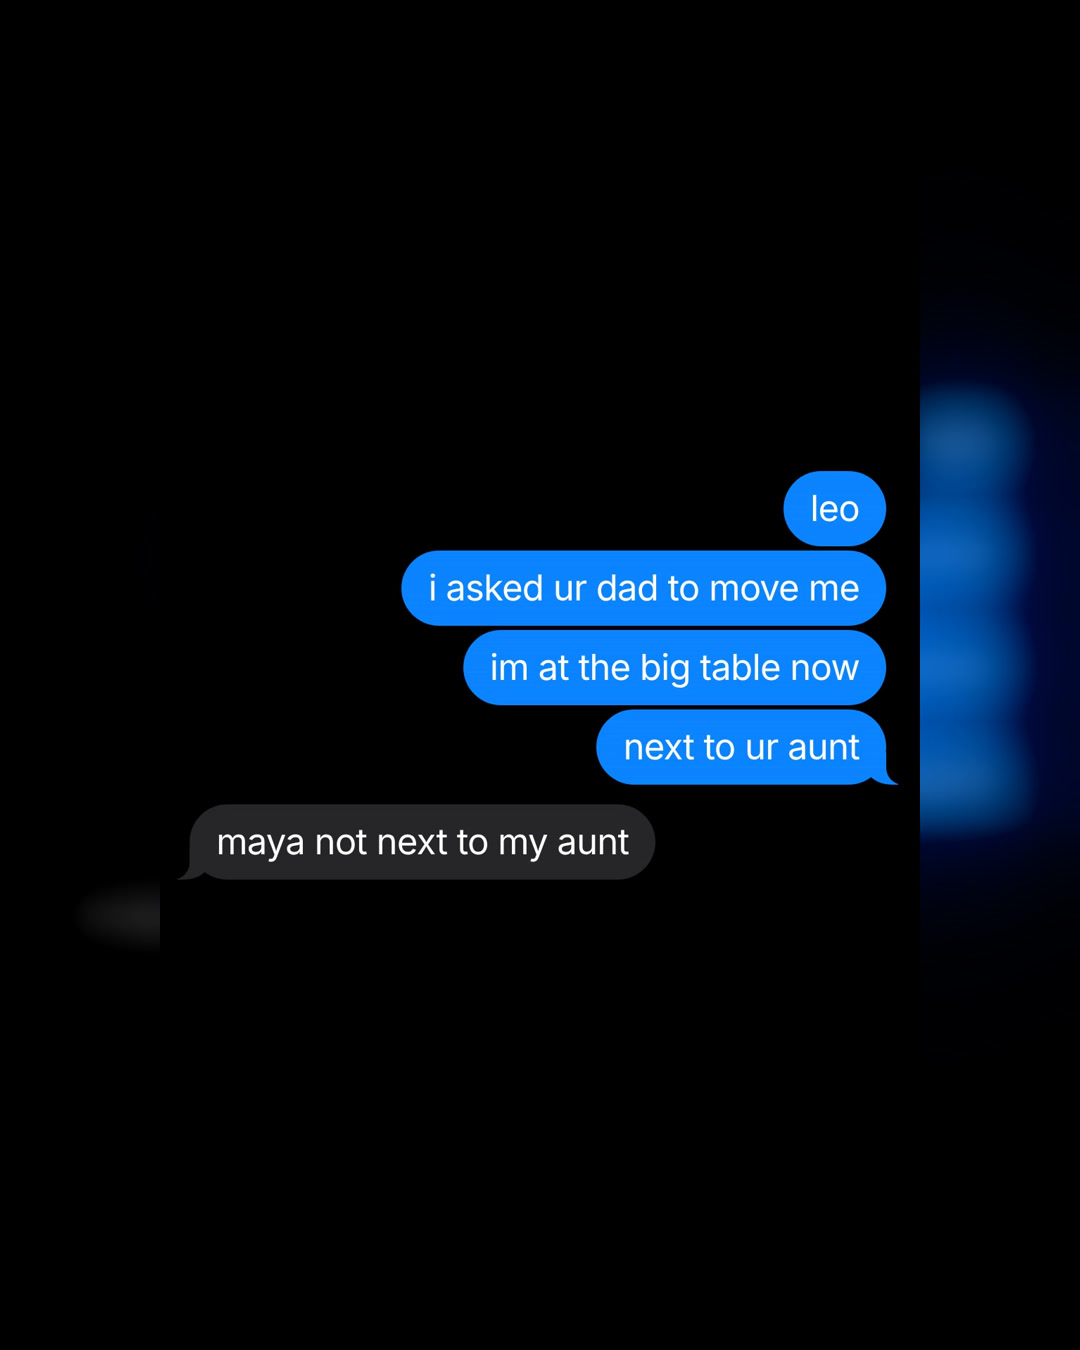 leo
i asked ur dad to move me
im at the big table now
next to ur aunt
maya not next to my aunt